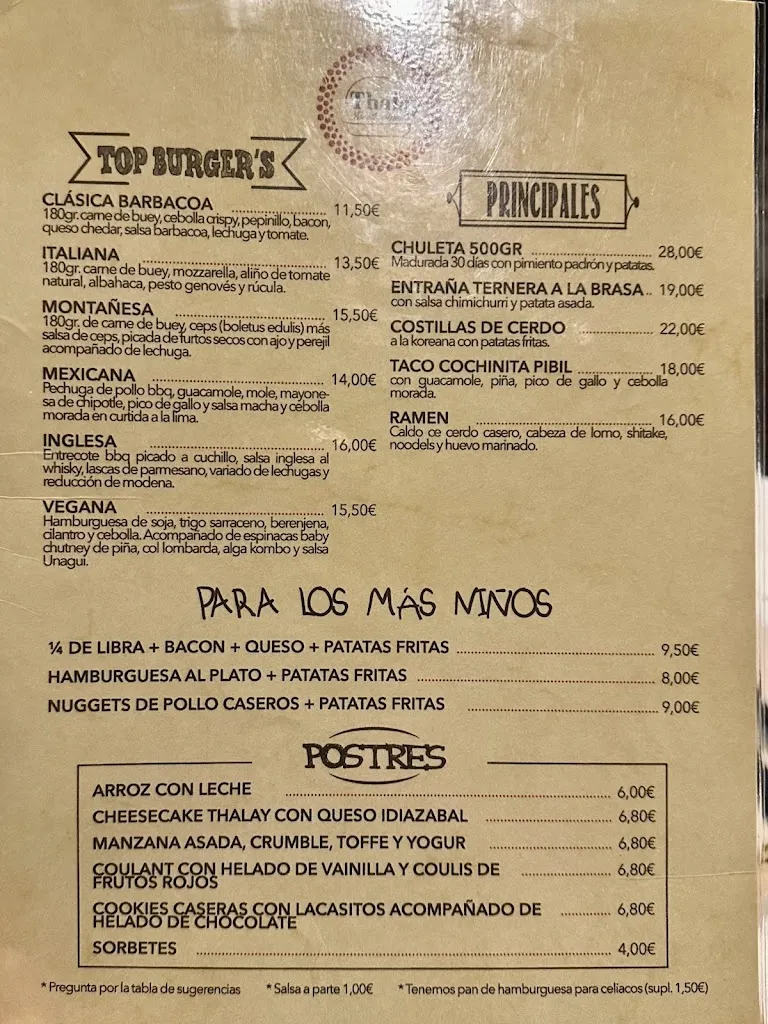 Thalay
TOP BURGER'S
CLÁSICA BARBACOA 11,50€
180gr. carne de buey, cebolla crispy, pepinillo, bacon,
queso chedar, salsa barbacoa, lechuga y tomate.
ITALIANA 13,50€
180gr. carne de buey, mozzarella, aliño de tomate
natural, albahaca, pesto genovés y rúcula.
MONTAÑESA 15,50€
180gr. de carne de buey, ceps (boletus edulis) más
salsa de ceps, picada de furtos secos con ajo y perejil
acompañado de lechuga.
MEXICANA 14,00€
Pechuga de pollo bbq, guacamole, mole, mayone-
sa de chipotle, pico de gallo y salsa macha y cebolla
morada en curtida a la lima.
INGLESA 16,00€
Entrecote bbq picado a cuchillo, salsa inglesa al
whisky, lascas de parmesano, variado de lechugas y
reducción de modena.
VEGANA 15,50€
Hamburguesa de soja, trigo sarraceno, berenjena,
cilantro y cebolla. Acompañado de espinacas baby
chutney de piña, col lombarda, alga kombo y salsa
Unagui.
PRINCIPALES
CHULETA 500GR 28,00€
Madurada 30 días con pimiento padrón y patatas.
ENTRAÑA TERNERA A LA BRASA.. 19,00€
con salsa chimichurri y patata asada.
COSTILLAS DE CERDO 22,00€
a la koreana con patatas fritas.
TACO COCHINITA PIBIL 18,00€
con guacamole, piña, pico de gallo y cebolla
morada.
RAMEN 16,00€
Caldo ce cerdo casero, cabeza de lomo, shitake,
noodels y huevo marinado.
PARA LOS MÁS NIÑOS
¼ DE LIBRA + BACON + QUESO + PATATAS FRITAS 9,50€
HAMBURGUESA AL PLATO + PATATAS FRITAS 8,00€
NUGGETS DE POLLO CASEROS + PATATAS FRITAS 9,00€
POSTRES
ARROZ CON LECHE 6,00€
CHEESECAKE THALAY CON QUESO IDIAZABAL 6,80€
MANZANA ASADA, CRUMBLE, TOFFE Y YOGUR 6,80€
COULANT CON HELADO DE VAINILLA Y COULIS DE 6,80€
FRUTOS ROJOS
COOKIES CASERAS CON LACASITOS ACOMPAÑADO DE 6,80€
HELADO DE CHOCOLATE
SORBETES 4,00€
* Pregunta por la tabla de sugerencias * Salsa a parte 1,00€ * Tenemos pan de hamburguesa para celiacos (supl. 1,50€)